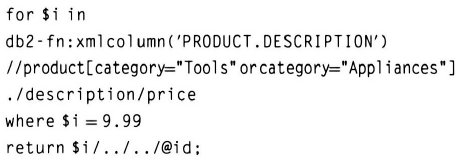 for $i in
db2-fn:xmlcolumn('PRODUCT.DESCRIPTION')
//product[category="Tools"orcategory="Appliances"]
./description/price
where $i = 9.99
return $i/../../@id;